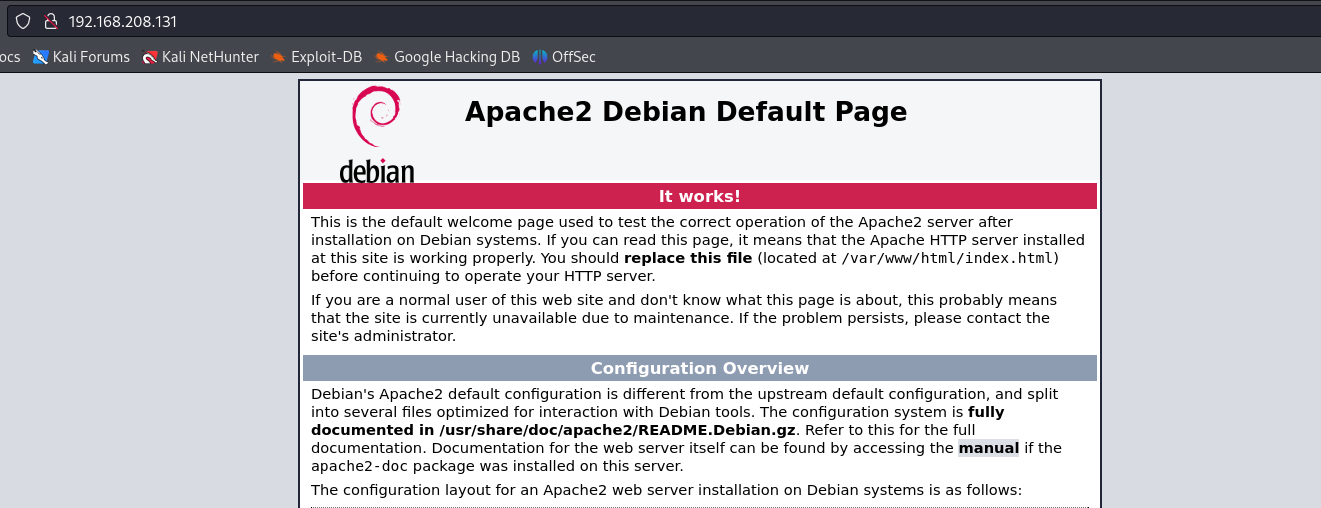 192.168.208.131
ocs Kali Forums Kali NetHunter Exploit-DB Google Hacking DB OffSec
debian
Apache2 Debian Default Page
It works!
This is the default welcome page used to test the correct operation of the Apache2 server after
installation on Debian systems. If you can read this page, it means that the Apache HTTP server installed
at this site is working properly. You should replace this file (located at /var/www/html/index.html)
before continuing to operate your HTTP server.
If you are a normal user of this web site and don't know what this page is about, this probably means
that the site is currently unavailable due to maintenance. If the problem persists, please contact the
site's administrator.
Configuration Overview
Debian's Apache2 default configuration is different from the upstream default configuration, and split
into several files optimized for interaction with Debian tools. The configuration system is fully
documented in /usr/share/doc/apache2/README.Debian.gz. Refer to this for the full
documentation. Documentation for the web server itself can be found by accessing the manual if the
apache2-doc package was installed on this server.
The configuration layout for an Apache2 web server installation on Debian systems is as follows: